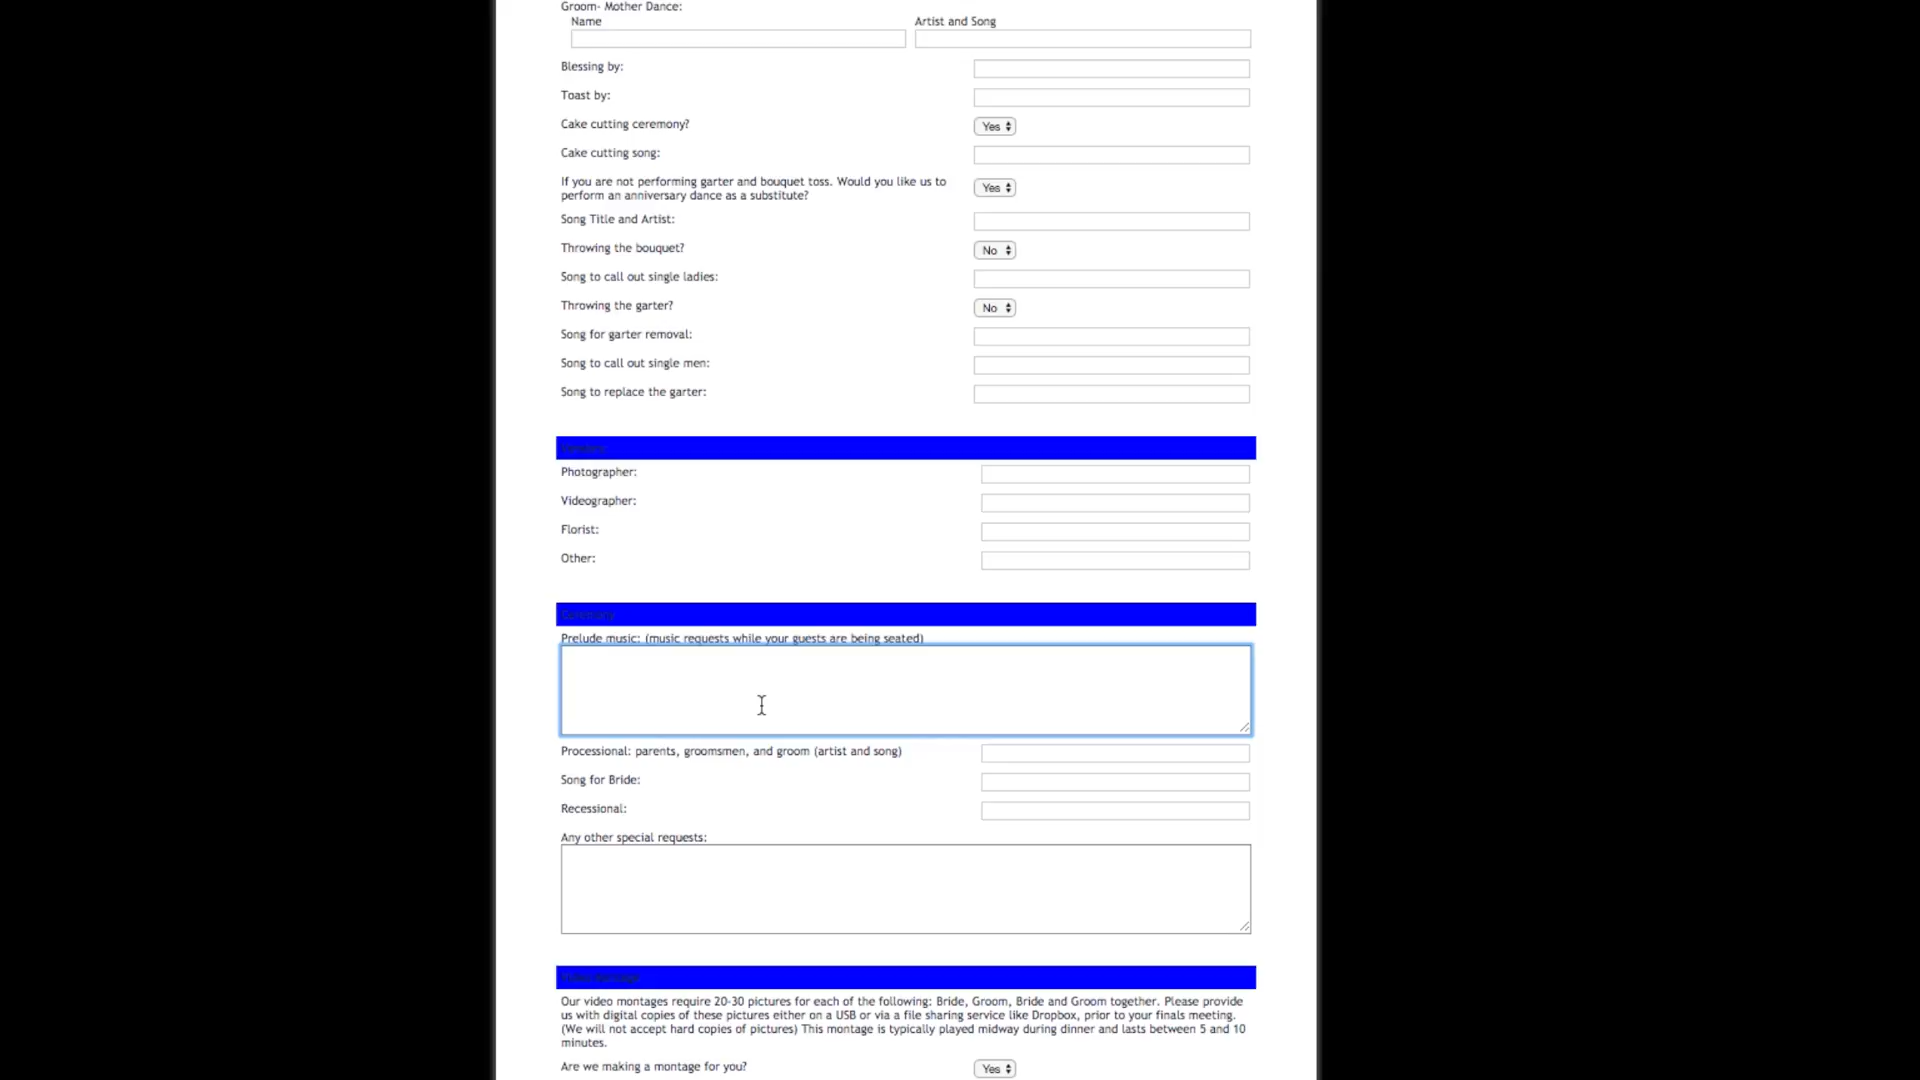 Groom- Mother Dance:
Name Artist and Song
Blessing by:
Toast by:
Cake cutting ceremony? Yes
Cake cutting song:
If you are not performing garter and bouquet toss. Would you like us to Yes
perform an anniversary dance as a substitute?
Song Title and Artist:
Throwing the bouquet? No
Song to call out single ladies:
Throwing the garter? No
Song for garter removal:
Song to call out single men:
Song to replace the garter:
Photographer:
Videographer:
Florist:
Other:
Ceremony
Prelude music: (music requests while your guests are being seated)
Processional: parents, groomsmen, and groom (artist and song)
Song for Bride:
Recessional:
Any other special requests:
Our video montages require 20-30 pictures for each of the following: Bride, Groom, Bride and Groom together. Please provide
us with digital copies of these pictures either on a USB or via a file sharing service like Dropbox, prior to your finals meeting.
(We will not accept hard copies of pictures) This montage is typically played midway during dinner and lasts between 5 and 10
minutes.
Are we making a montage for you? Yes